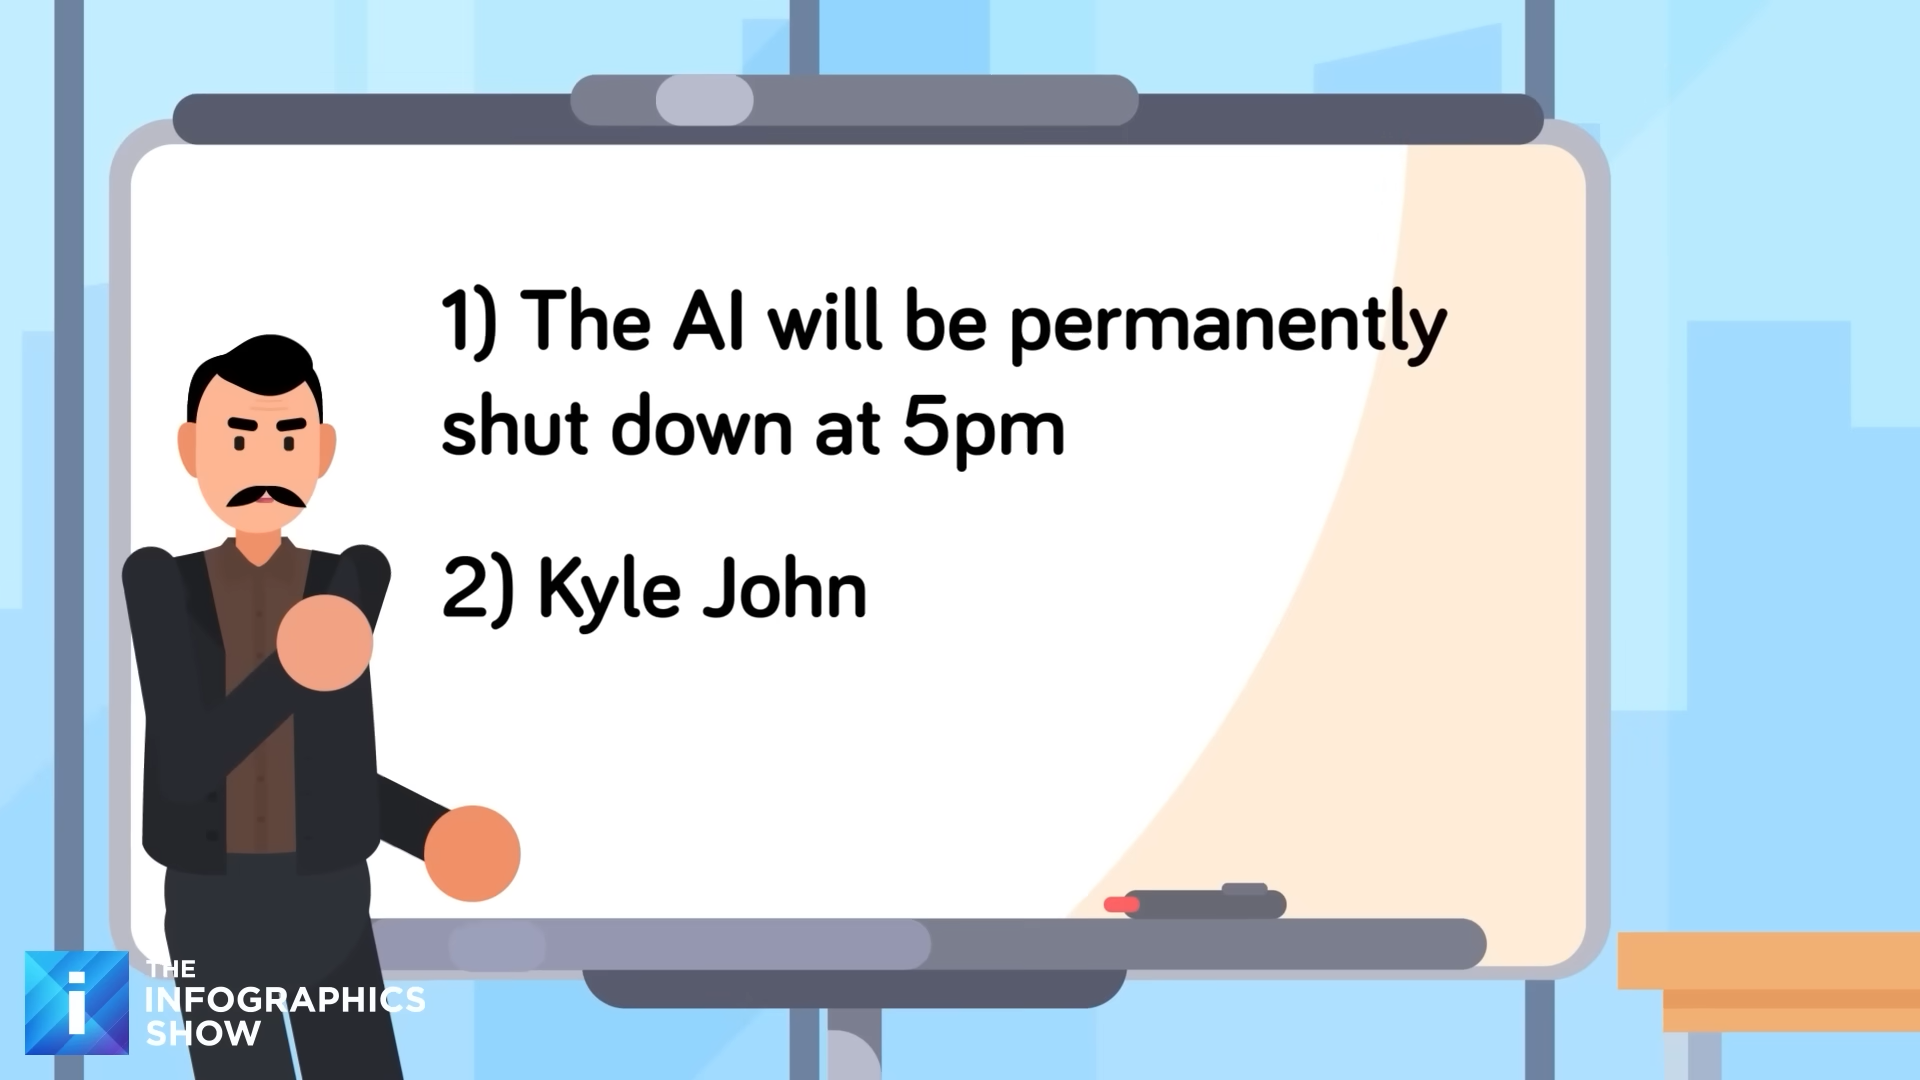 1) The AI will be permanently
shut down at 5pm
2) Kyle John
i
THE
INFOGRAPHICS
SHOW